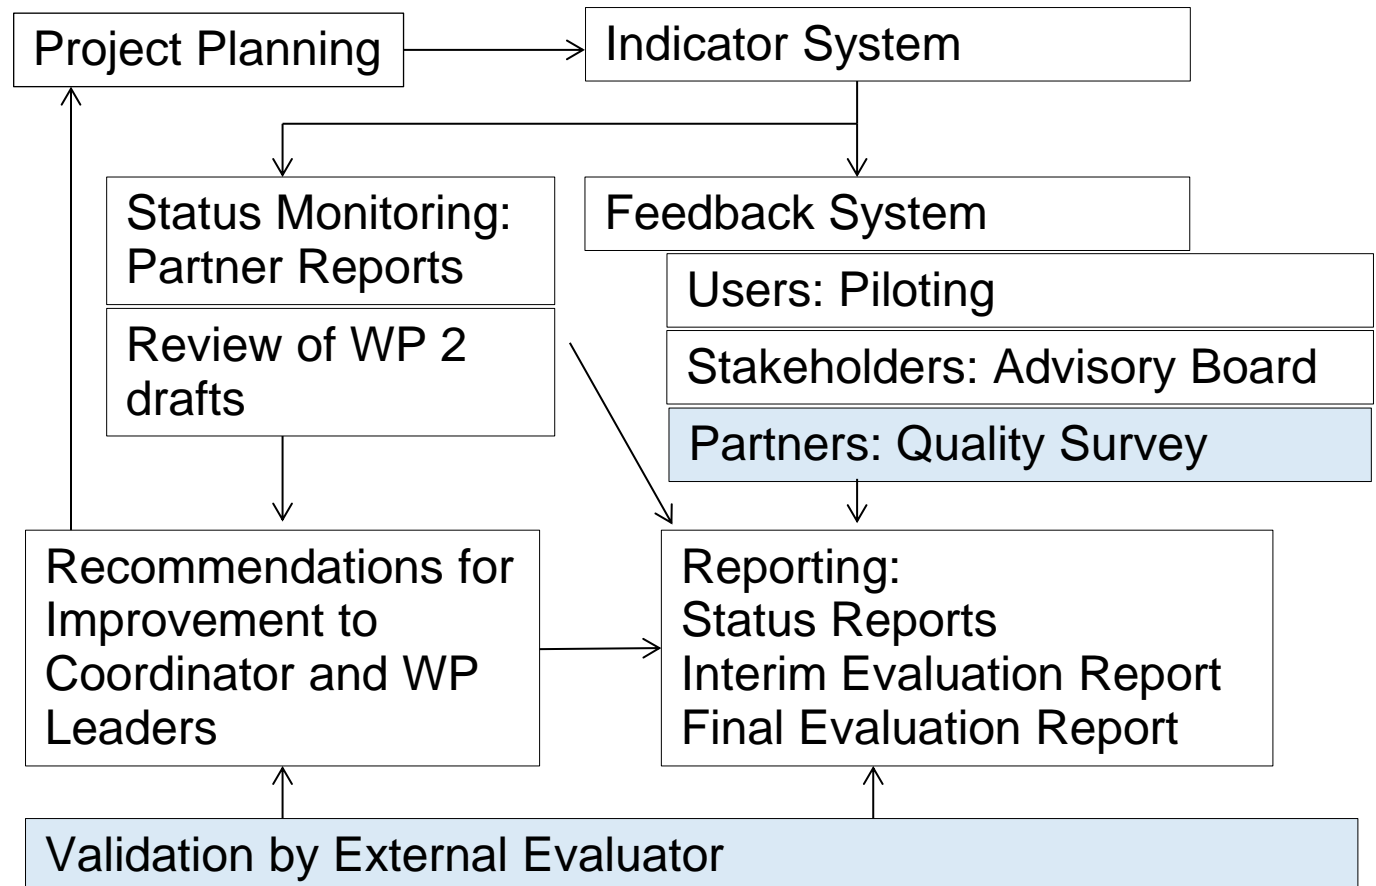 Project Planning
Indicator System
Status Monitoring:
Partner Reports
Review of WP 2
drafts
Feedback System
Users: Piloting
Stakeholders: Advisory Board
Partners: Quality Survey
Recommendations for
Improvement to
Coordinator and WP
Leaders
Reporting:
Status Reports
Interim Evaluation Report
Final Evaluation Report
Validation by External Evaluator